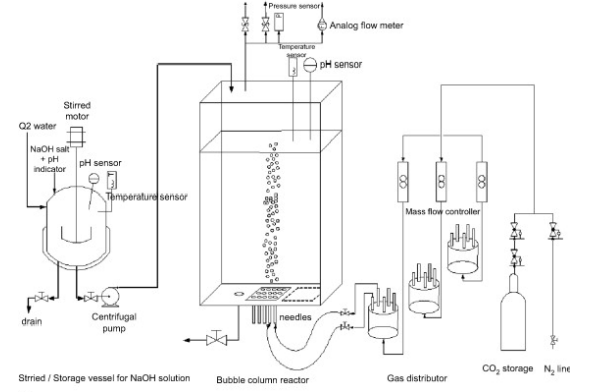 Pressure sensor
Analog flow meter
Temperature
sensor
pH sensor
Stirred
motor
Q2 water
NaOH salt
+ pH
indicator
pH sensor
Temperature sensor
Mass flow controller
needles
drain
Centrifugal
pump
CO2 storage
N2 line
Strried / Storage vessel for NaOH solution
Bubble column reactor
Gas distributor